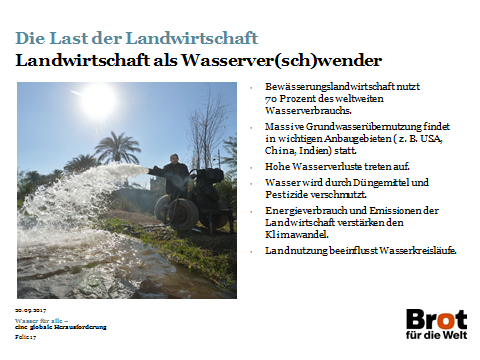 Die Last der Landwirtschaft
Landwirtschaft als Wasserver(sch)wender
Bewässerungslandwirtschaft nutzt
70 Prozent des weltweiten
Wasserverbrauchs.
Massive Grundwasserübernutzung findet
in wichtigen Anbaugebieten ( z. B. USA,
China, Indien) statt.
Hohe Wasserverluste treten auf.
Wasser wird durch Düngemittel und
Pestizide verschmutzt.
Energieverbrauch und Emissionen der
Landwirtschaft verstärken den
Klimawandel.
Landnutzung beeinflusst Wasserkreisläufe.
20.09.2017
Wasser für alle –
eine globale Herausforderung
Folie 17
Brot
für die Welt